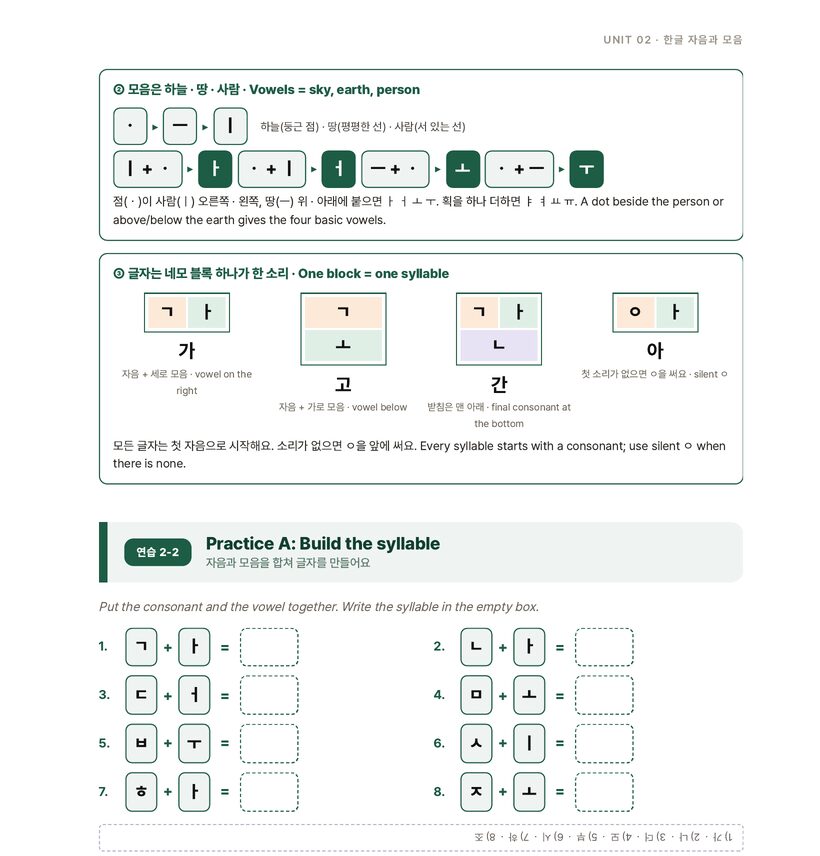 UNIT 02 · 한글 자음과 모음
② 모음은 하늘 · 땅 · 사람 · Vowels = sky, earth, person
· ▸ ㅡ ▸ ㅣ 하늘(둥근 점) · 땅(평평한 선) · 사람(서 있는 선)
ㅣ + · ▸ ㅏ · + ㅣ ▸ ㅓ ㅡ + · ▸ ㅗ · + ㅡ ▸ ㅜ
점( · )이 사람(ㅣ) 오른쪽 · 왼쪽, 땅(ㅡ) 위 · 아래에 붙으면 ㅏ ㅓ ㅗ ㅜ. 획을 하나 더하면 ㅑ ㅕ ㅛ ㅠ. A dot beside the person or
above/below the earth gives the four basic vowels.
③ 글자는 네모 블록 하나가 한 소리 · One block = one syllable
ㄱ ㅏ
가
자음 + 세로 모음 · vowel on the
right
ㄱ
ㅗ
고
자음 + 가로 모음 · vowel below
ㄱ ㅏ
ㄴ
간
받침은 맨 아래 · final consonant at
the bottom
ㅇ ㅏ
아
첫 소리가 없으면 ㅇ을 써요 · silent ㅇ
모든 글자는 첫 자음으로 시작해요. 소리가 없으면 ㅇ을 앞에 써요. Every syllable starts with a consonant; use silent ㅇ when
there is none.
연습 2-2
Practice A: Build the syllable
자음과 모음을 합쳐 글자를 만들어요
Put the consonant and the vowel together. Write the syllable in the empty box.
1. ㄱ + ㅏ =
2. ㄴ + ㅏ =
3. ㄷ + ㅓ =
4. ㅁ + ㅗ =
5. ㅂ + ㅜ =
6. ㅅ + ㅣ =
7. ㅎ + ㅏ =
8. ㅈ + ㅗ =
1) 가 · 2) 나 · 3) 더 · 4) 모 · 5) 부 · 6) 시 · 7) 하 · 8) 조